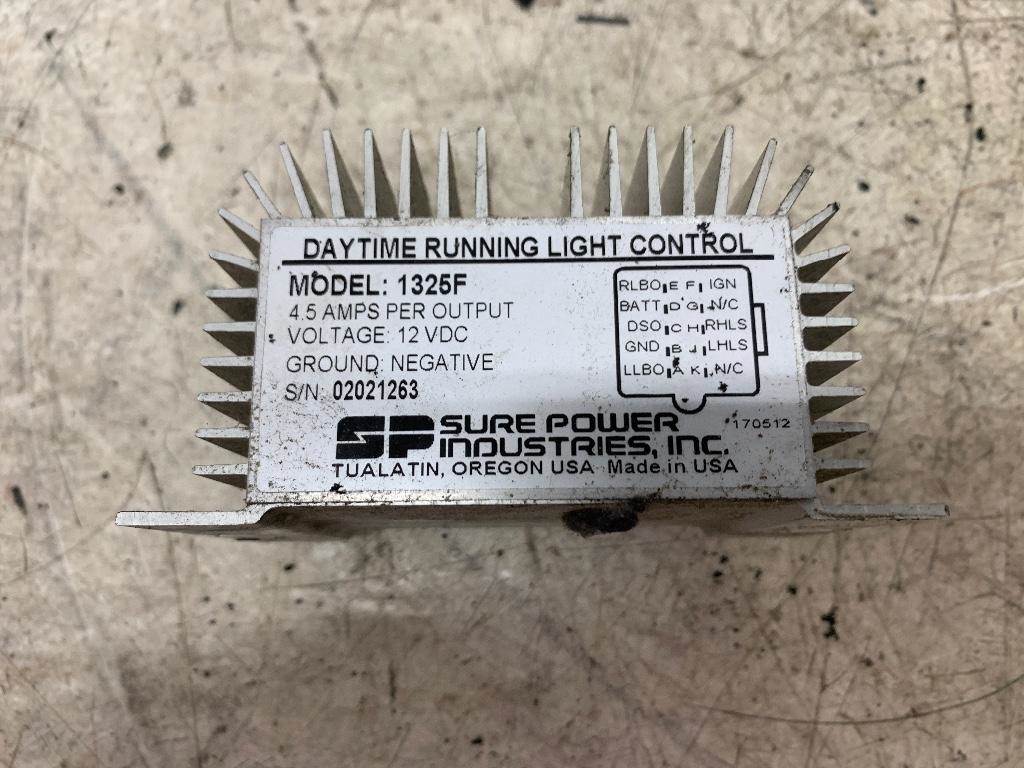 DAYTIME RUNNING LIGHT CONTROL
MODEL: 1325F
4.5 AMPS PER OUTPUT
VOLTAGE: 12 VDC
GROUND: NEGATIVE
S/N: 02021263
RLBO E F IGN
BATT D G N/C
DSO C H RHLS
GND B J LHLS
LLBO A K N/C
SP SURE POWER
INDUSTRIES, INC.
170512
TUALATIN, OREGON USA Made in USA